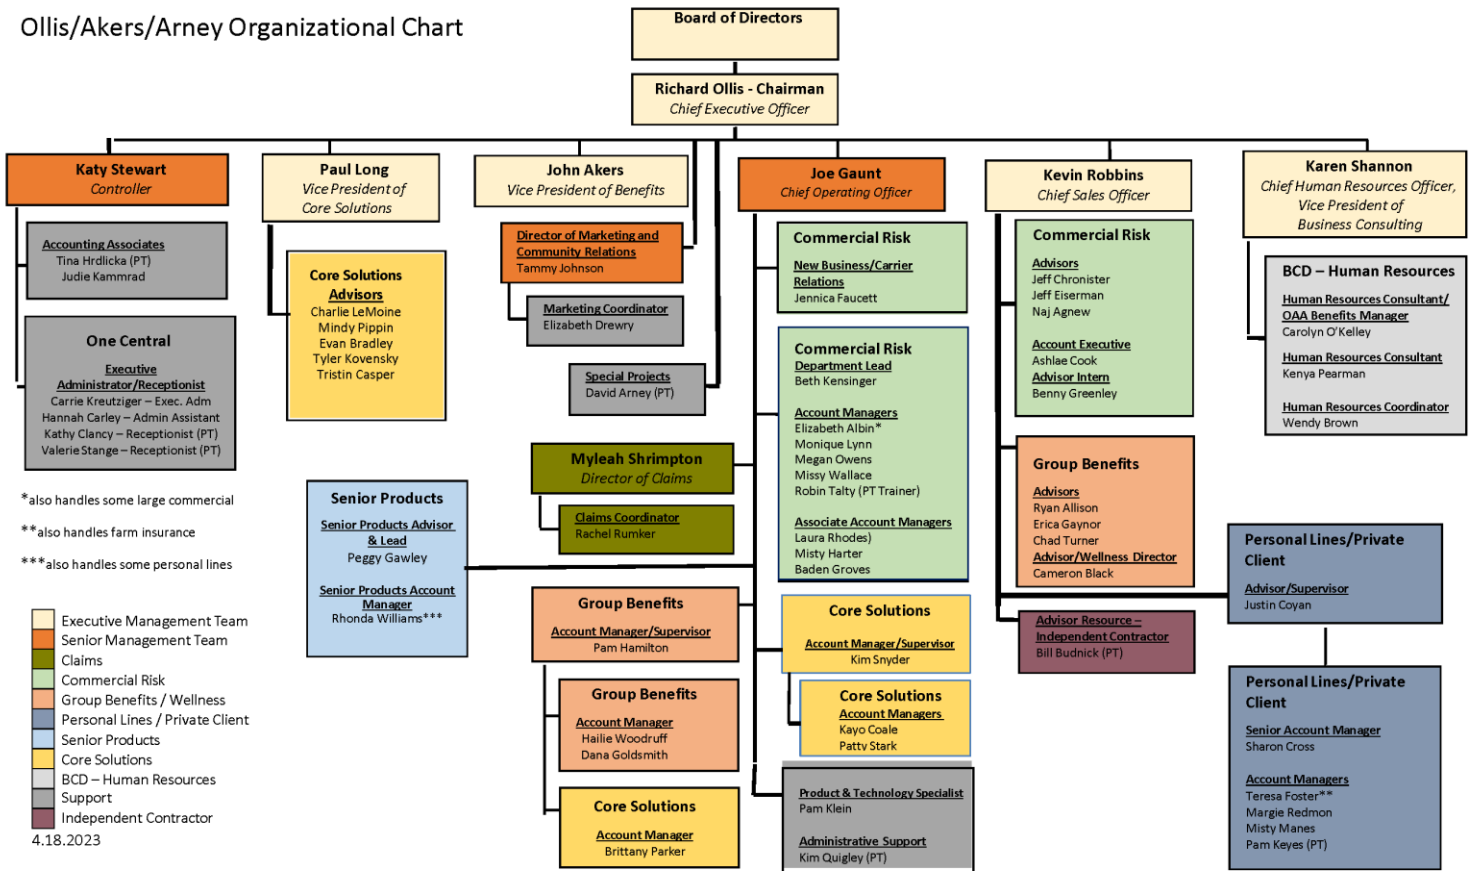 Ollis/Akers/Arney Organizational Chart
Board of Directors
Richard Ollis - Chairman
Chief Executive Officer
Katy Stewart
Controller
Accounting Associates
Tina Hrdlicka (PT)
Judie Kammrad
One Central
Executive
Administrator/Receptionist
Carrie Kreutziger – Exec. Adm
Hannah Carley – Admin Assistant
Kathy Clancy – Receptionist (PT)
Valerie Stange – Receptionist (PT)
*also handles some large commercial
**also handles farm insurance
***also handles some personal lines
Executive Management Team
Senior Management Team
Claims
Commercial Risk
Group Benefits / Wellness
Personal Lines / Private Client
Senior Products
Core Solutions
BCD – Human Resources
Support
Independent Contractor
4.18.2023
Paul Long
Vice President of
Core Solutions
Core Solutions
Advisors
Charlie LeMoine
Mindy Pippin
Evan Bradley
Tyler Kovensky
Tristin Casper
Senior Products
Senior Products Advisor
& Lead
Peggy Gawley
Senior Products Account
Manager
Rhonda Williams***
John Akers
Vice President of Benefits
Director of Marketing and
Community Relations
Tammy Johnson
Marketing Coordinator
Elizabeth Drewry
Special Projects
David Arney (PT)
Myleah Shrimpton
Director of Claims
Claims Coordinator
Rachel Rumker
Group Benefits
Account Manager/Supervisor
Pam Hamilton
Group Benefits
Account Manager
Hailie Woodruff
Dana Goldsmith
Core Solutions
Account Manager
Brittany Parker
Joe Gaunt
Chief Operating Officer
Commercial Risk
New Business/Carrier
Relations
Jennica Faucett
Commercial Risk
Department Lead
Beth Kensinger
Account Managers
Elizabeth Albin*
Monique Lynn
Megan Owens
Missy Wallace
Robin Talty (PT Trainer)
Associate Account Managers
Laura Rhodes)
Misty Harter
Baden Groves
Core Solutions
Account Manager/Supervisor
Kim Snyder
Core Solutions
Account Managers
Kayo Coale
Patty Stark
Product & Technology Specialist
Pam Klein
Administrative Support
Kim Quigley (PT)
Kevin Robbins
Chief Sales Officer
Commercial Risk
Advisors
Jeff Chronister
Jeff Eiserman
Naj Agnew
Account Executive
Ashlae Cook
Advisor Intern
Benny Greenley
Group Benefits
Advisors
Ryan Allison
Erica Gaynor
Chad Turner
Advisor/Wellness Director
Cameron Black
Advisor Resource –
Independent Contractor
Bill Budnick (PT)
Karen Shannon
Chief Human Resources Officer,
Vice President of
Business Consulting
BCD – Human Resources
Human Resources Consultant/
OAA Benefits Manager
Carolyn O'Kelley
Human Resources Consultant
Kenya Pearman
Human Resources Coordinator
Wendy Brown
Personal Lines/Private
Client
Advisor/Supervisor
Justin Coyan
Personal Lines/Private
Client
Senior Account Manager
Sharon Cross
Account Managers
Teresa Foster**
Margie Redmon
Misty Manes
Pam Keyes (PT)